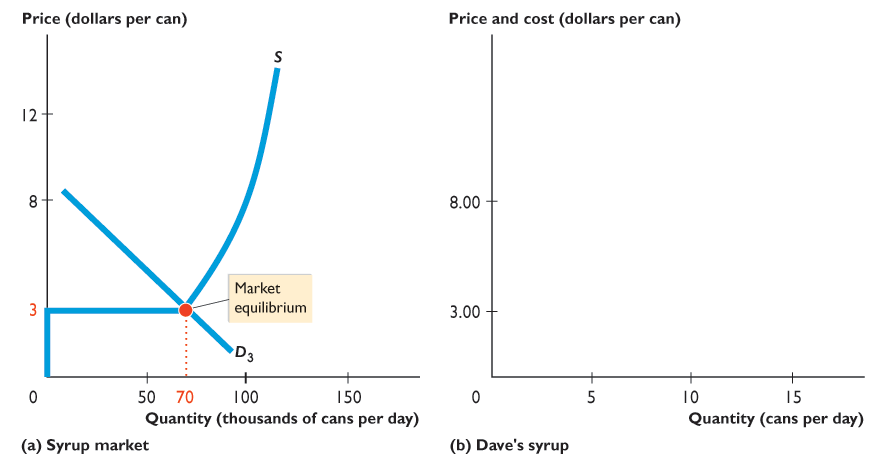 Price (dollars per can)
S
12
8
Market
equilibrium
3
D3
0
50
70
100
150
Quantity (thousands of cans per day)
(a) Syrup market
Price and cost (dollars per can)
8.00
3.00
0
5
10
15
Quantity (cans per day)
(b) Dave's syrup